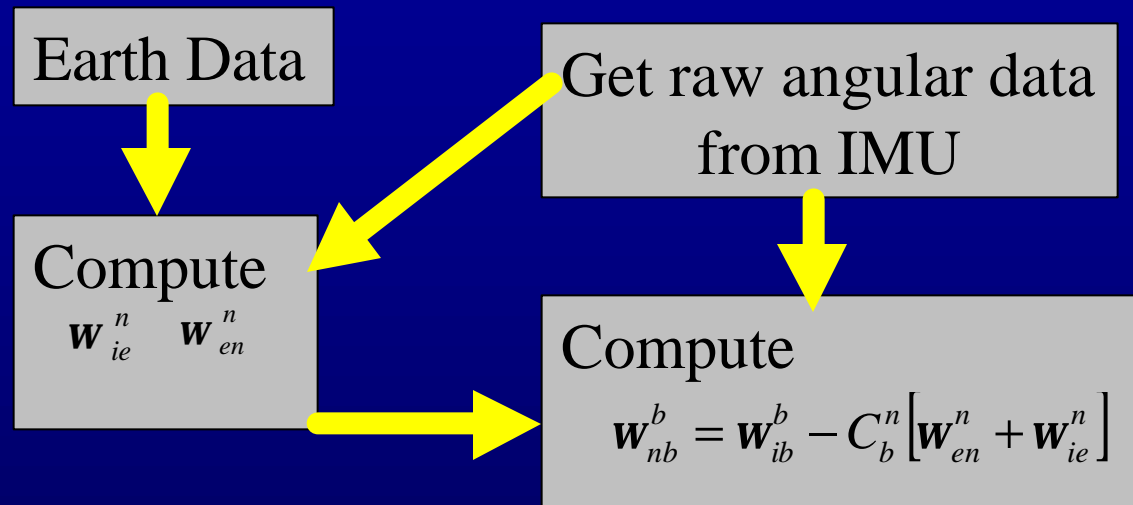 Earth Data
Get raw angular data
from IMU
Compute
w^n_ie w^n_en
Compute
w^b_nb = w^b_ib − C^n_b [w^n_en + w^n_ie]